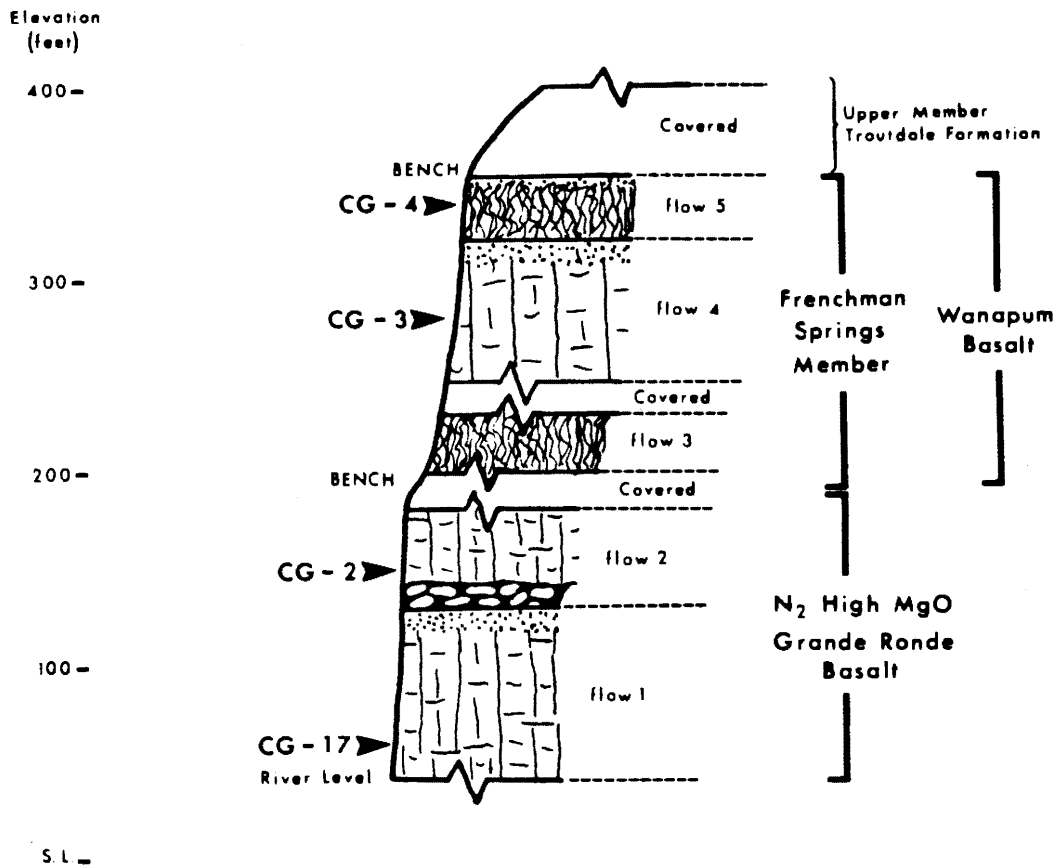 Elevation
(feet)
400
Covered
Upper Member
Troutdale Formation
BENCH
CG-4
flow 5
300
CG-3
flow 4
Frenchman
Springs
Member
Wanapum
Basalt
Covered
flow 3
200
BENCH
Covered
CG-2
flow 2
N₂ High MgO
Grande Ronde
Basalt
100
flow 1
CG-17
River Level
S.L.